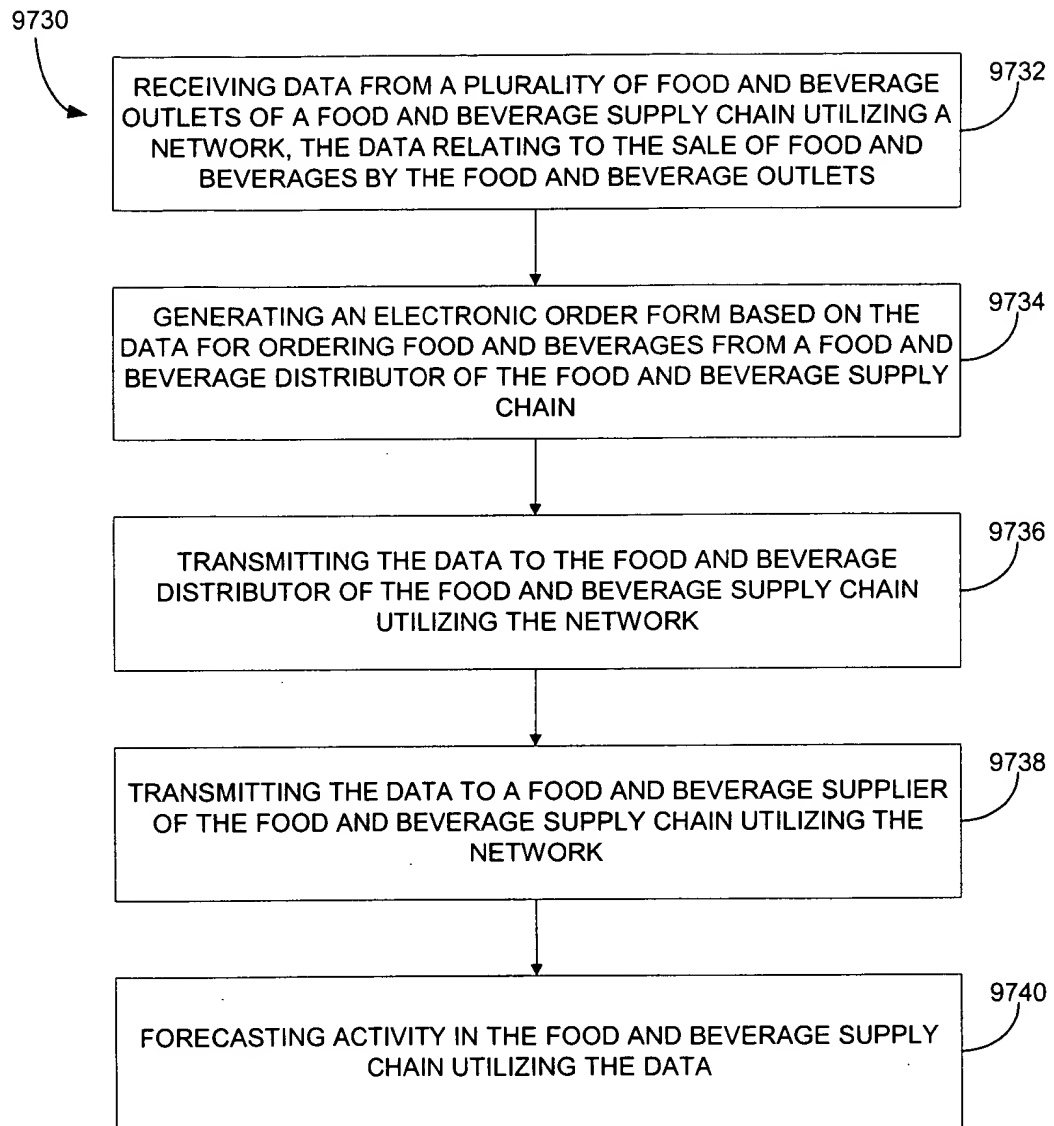 9730
9732
RECEIVING DATA FROM A PLURALITY OF FOOD AND BEVERAGE
OUTLETS OF A FOOD AND BEVERAGE SUPPLY CHAIN UTILIZING A
NETWORK, THE DATA RELATING TO THE SALE OF FOOD AND
BEVERAGES BY THE FOOD AND BEVERAGE OUTLETS
9734
GENERATING AN ELECTRONIC ORDER FORM BASED ON THE
DATA FOR ORDERING FOOD AND BEVERAGES FROM A FOOD AND
BEVERAGE DISTRIBUTOR OF THE FOOD AND BEVERAGE SUPPLY
CHAIN
9736
TRANSMITTING THE DATA TO THE FOOD AND BEVERAGE
DISTRIBUTOR OF THE FOOD AND BEVERAGE SUPPLY CHAIN
UTILIZING THE NETWORK
9738
TRANSMITTING THE DATA TO A FOOD AND BEVERAGE SUPPLIER
OF THE FOOD AND BEVERAGE SUPPLY CHAIN UTILIZING THE
NETWORK
9740
FORECASTING ACTIVITY IN THE FOOD AND BEVERAGE SUPPLY
CHAIN UTILIZING THE DATA